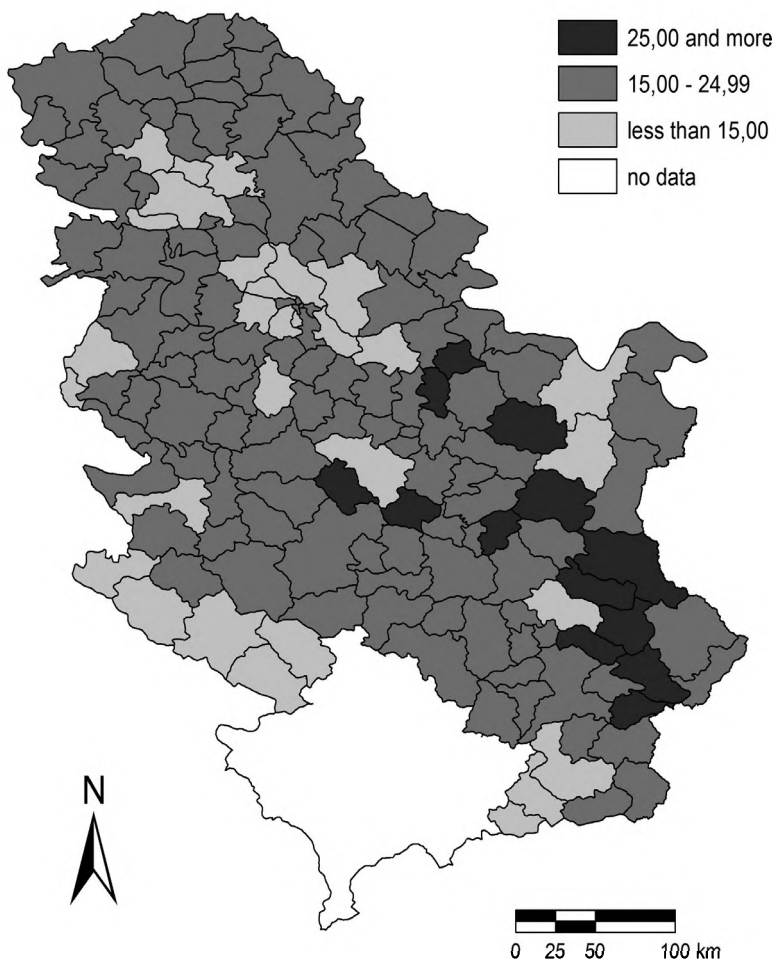 25,00 and more
15,00 - 24,99
less than 15,00
no data
N
0 25 50 100 km